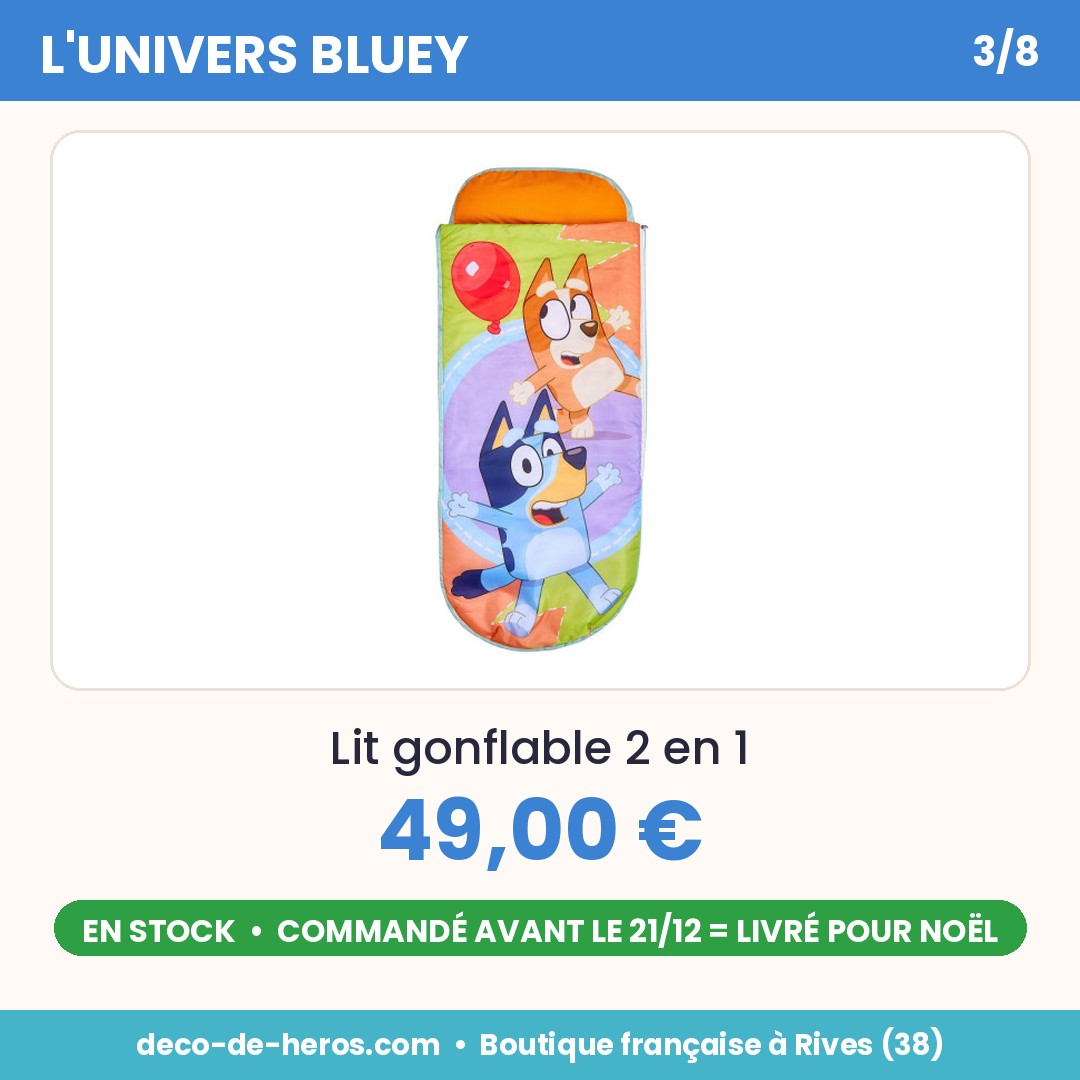 L'UNIVERS BLUEY
3/8
Lit gonflable 2 en 1
49,00 €
EN STOCK • COMMANDÉ AVANT LE 21/12 = LIVRÉ POUR NOËL
deco-de-heros.com • Boutique française à Rives (38)